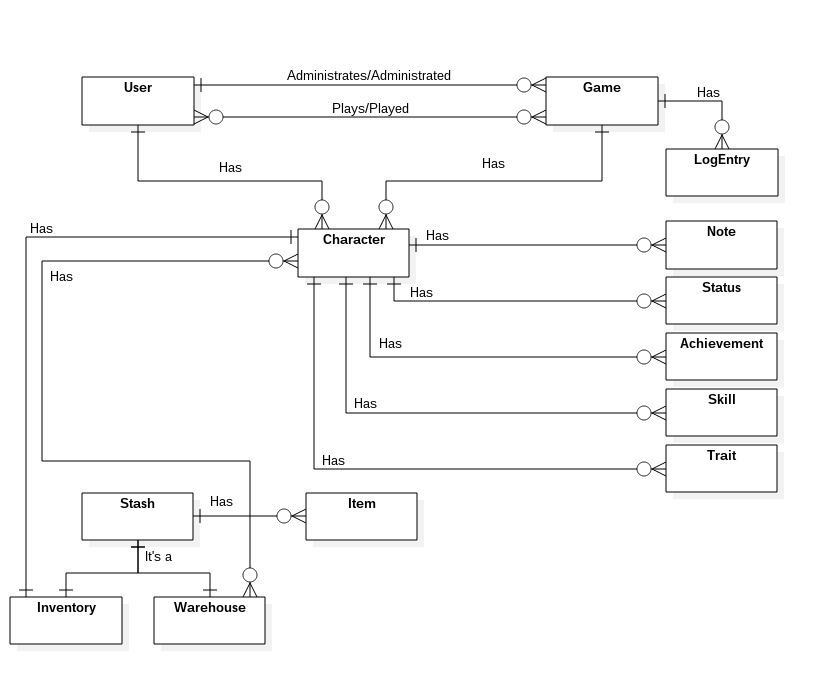 Administrates/Administrated
User
Game
Has
Plays/Played
LogEntry
Has
Has
Has
Character
Has
Note
Has
Status
Has
Achievement
Has
Skill
Has
Trait
Has
Stash
Has
Item
It's a
Inventory
Warehouse